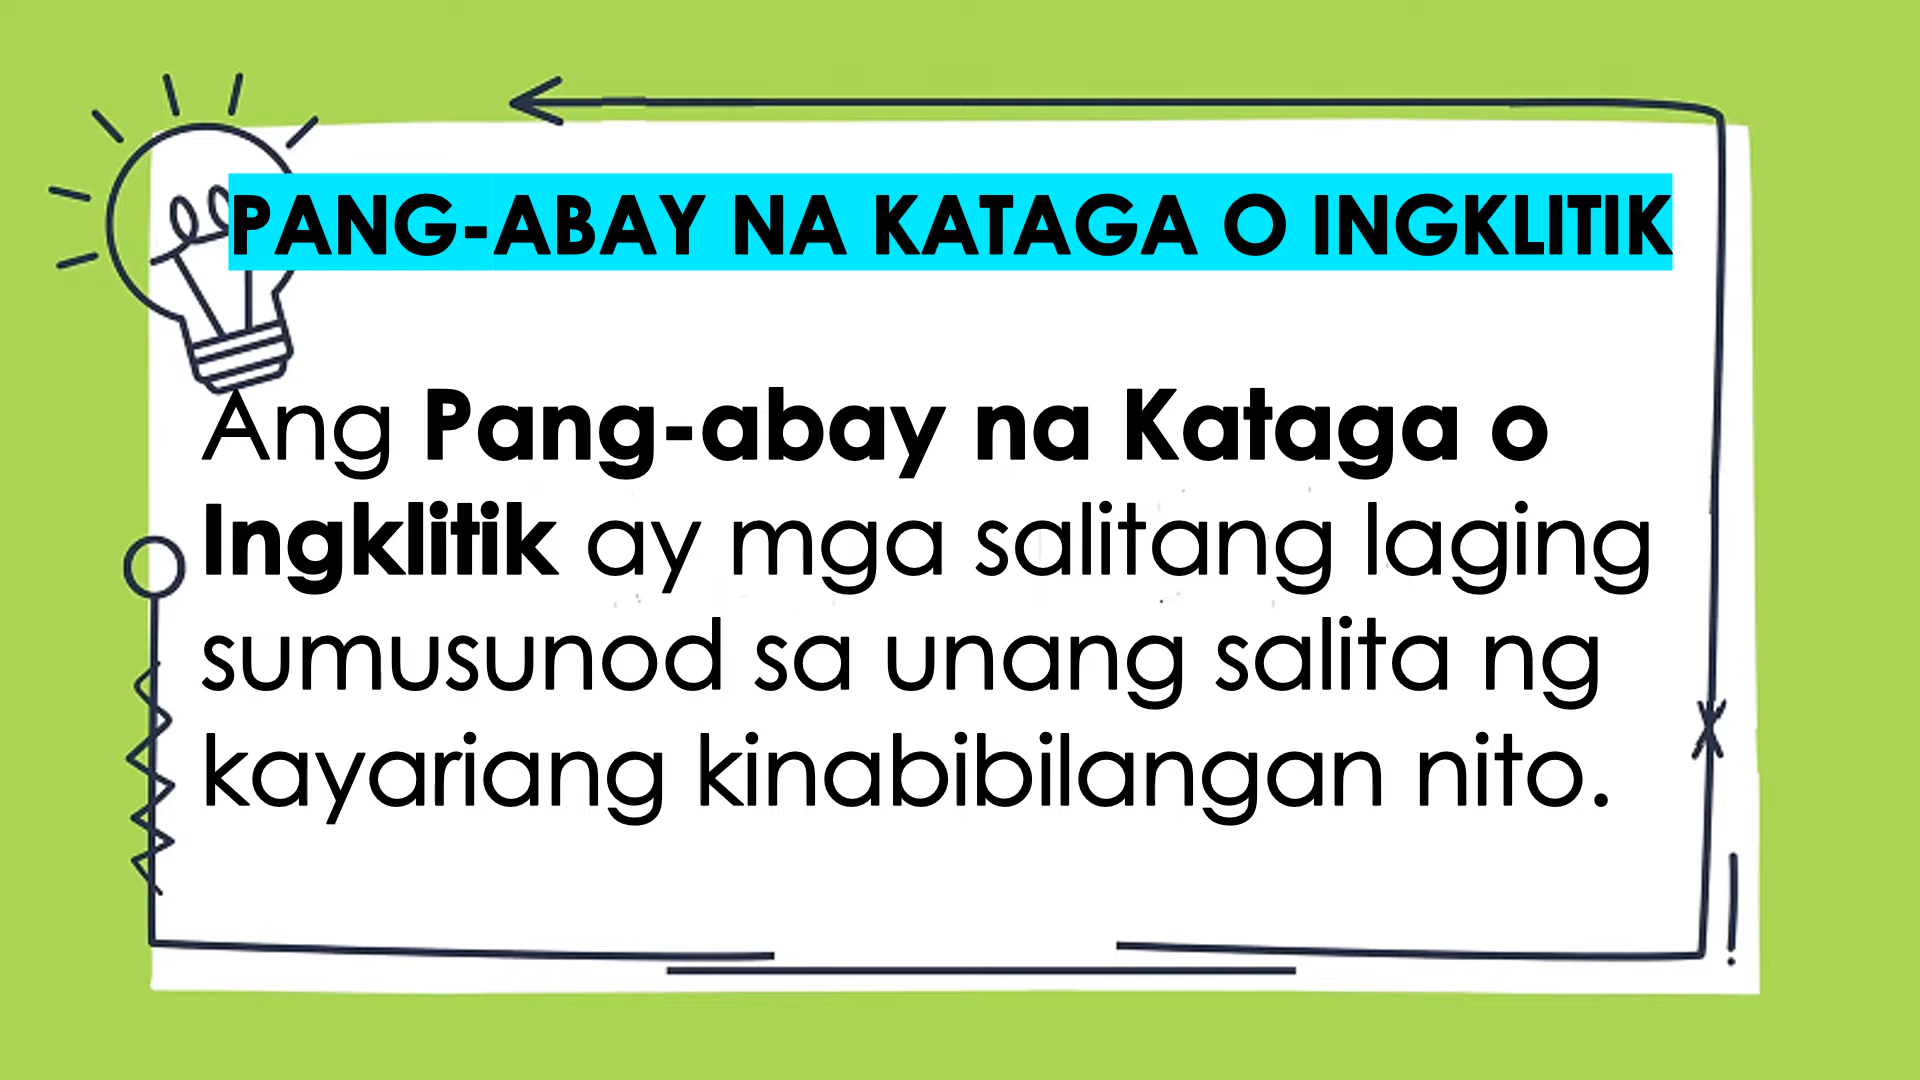 PANG-ABAY NA KATAGA O INGKLITIK
Ang Pang-abay na Kataga o
Ingklitik ay mga salitang laging
sumusunod sa unang salita ng
kayariang kinabibilangan nito.